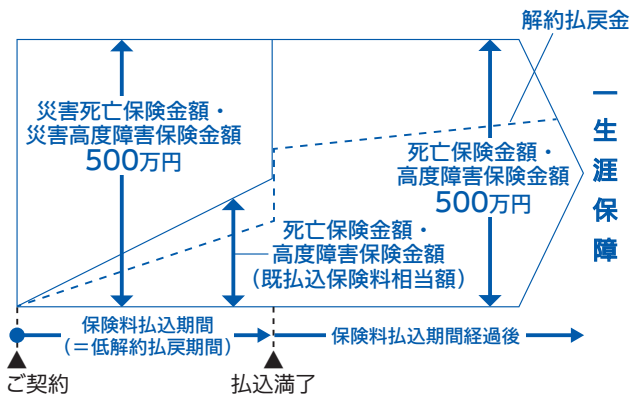 解約払戻金
災害死亡保険金額・
災害高度障害保険金額
500万円
死亡保険金額・
高度障害保険金額
500万円
死亡保険金額・
高度障害保険金額
(既払込保険料相当額)
一生涯保障
保険料払込期間
(=低解約払戻期間)
保険料払込期間経過後
ご契約
払込満了